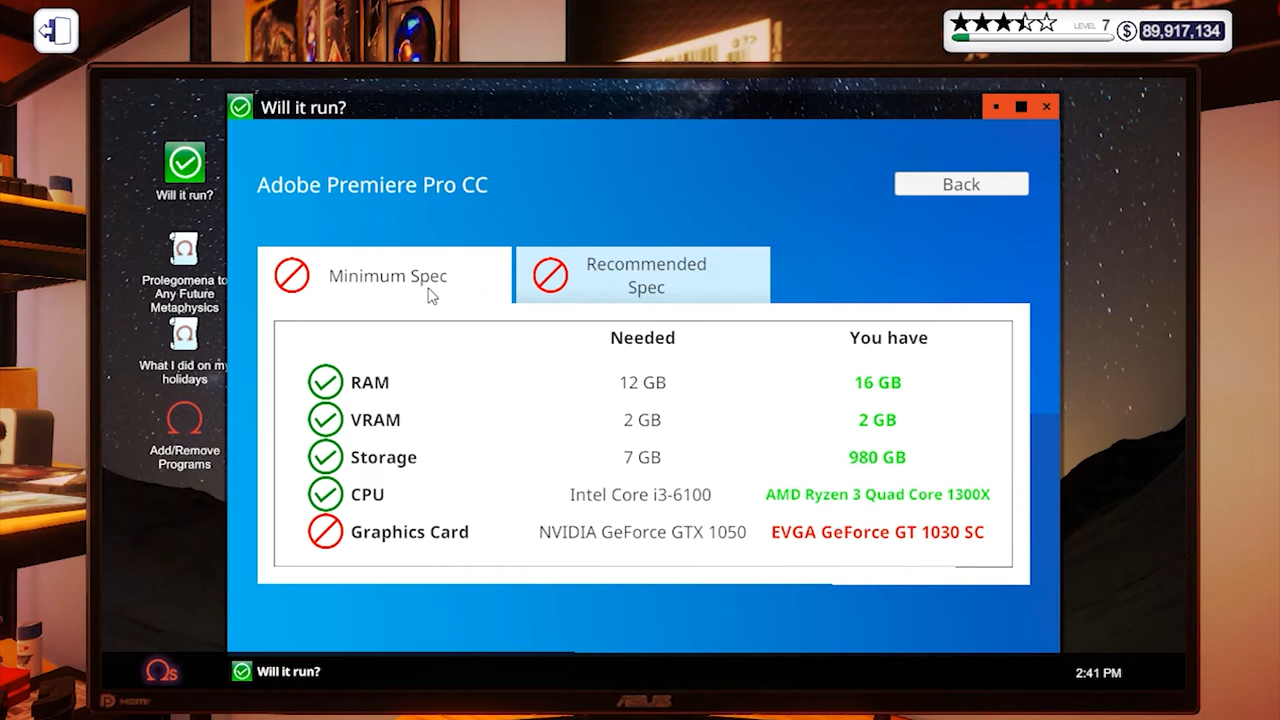 LEVEL 7
$ 89,917,134
Will it run?
Will it run?
Prolegomena to
Any Future
Metaphysics
What I did on my
holidays
Add/Remove
Programs
Adobe Premiere Pro CC
Back
Minimum Spec
Recommended
Spec
Needed You have
RAM 12 GB 16 GB
VRAM 2 GB 2 GB
Storage 7 GB 980 GB
CPU Intel Core i3-6100 AMD Ryzen 3 Quad Core 1300X
Graphics Card NVIDIA GeForce GTX 1050 EVGA GeForce GT 1030 SC
Ωs
Will it run?
2:41 PM
HDMI
ASUS